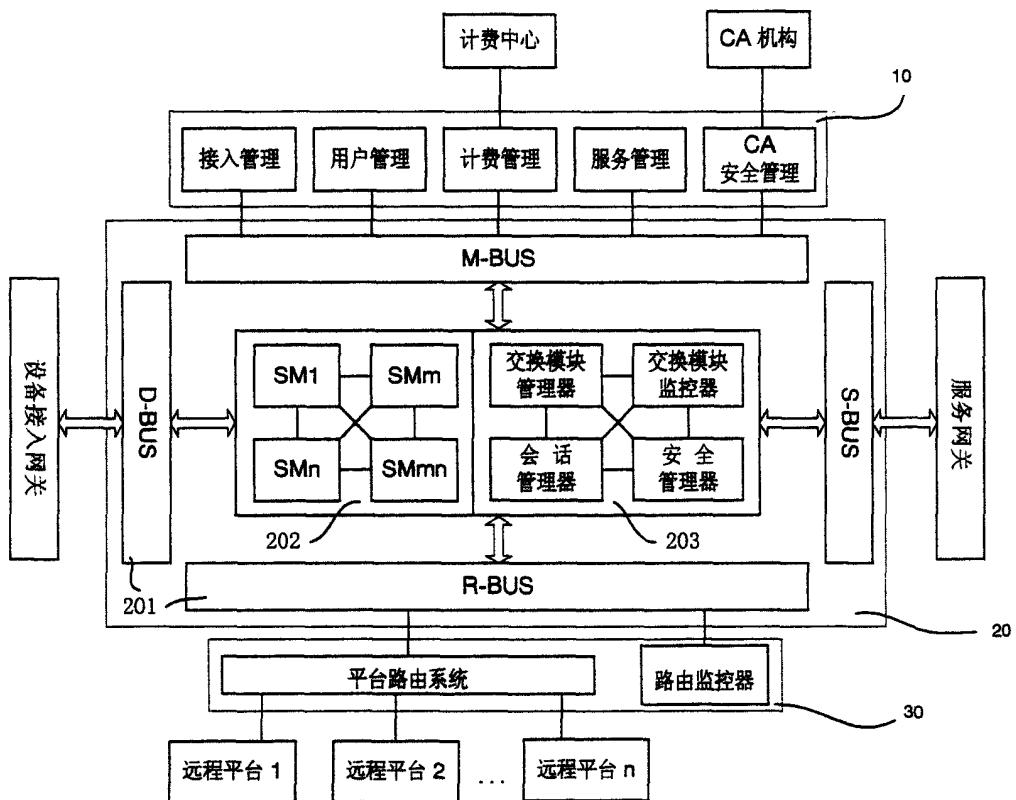 计费中心
CA 机构
10
接入管理
用户管理
计费管理
服务管理
CA
安全管理
M-BUS
设备接入网关
D-BUS
SM1
SMm
SMn
SMmn
202
交换模块
管理器
交换模块
监控器
会 话
管理器
安 全
管理器
203
S-BUS
服务网关
201
R-BUS
20
平台路由系统
路由监控器
30
远程平台 1
远程平台 2
...
远程平台 n